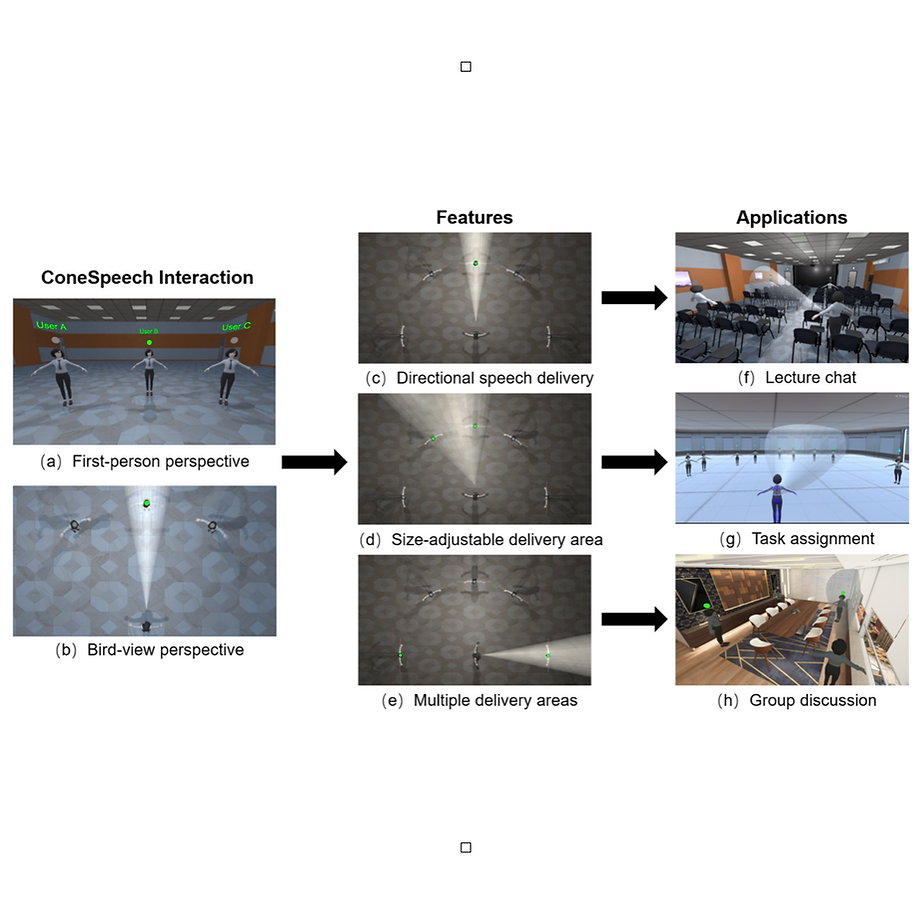 ConeSpeech Interaction
User A
User B
User C
(a) First-person perspective
(b) Bird-view perspective
Features
(c) Directional speech delivery
(d) Size-adjustable delivery area
(e) Multiple delivery areas
Applications
(f) Lecture chat
(g) Task assignment
(h) Group discussion